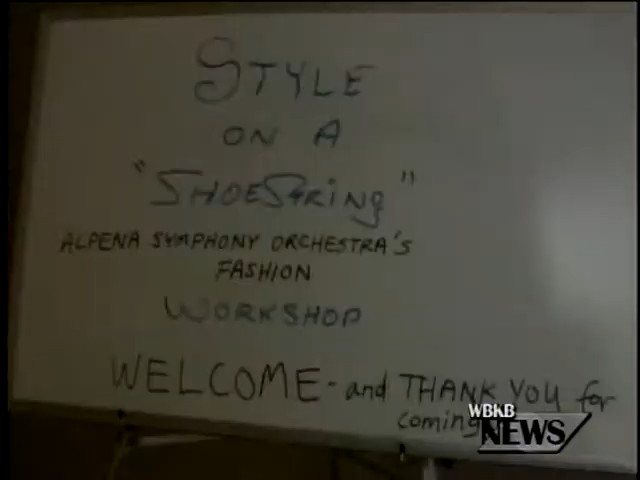 STYLE
ON A
"SHOESTRiNg"
ALPENA SYMPHONY ORCHESTRA'S
FASHION
WORKSHOP
WELCOME - and THANK YOU for
coming
WBKB
NEWS